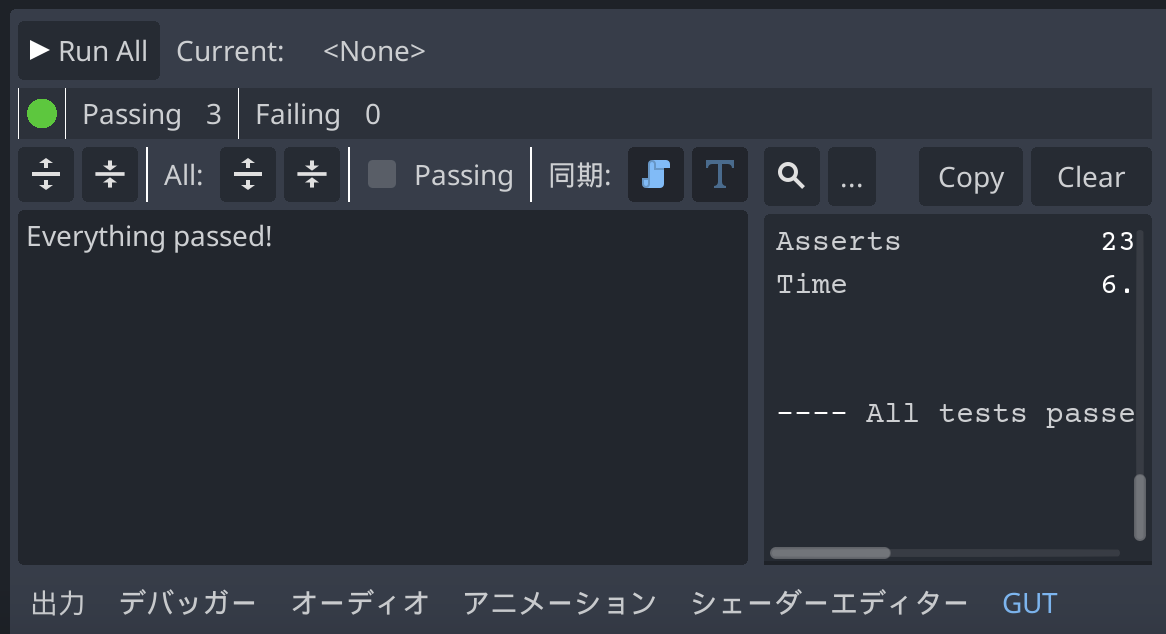 Run All Current: <None>
Passing 3 Failing 0
All: Passing 同期: T ... Copy Clear
Everything passed!
Asserts 23
Time 6.
---- All tests passe
出力 デバッガー オーディオ アニメーション シェーダーエディター GUT